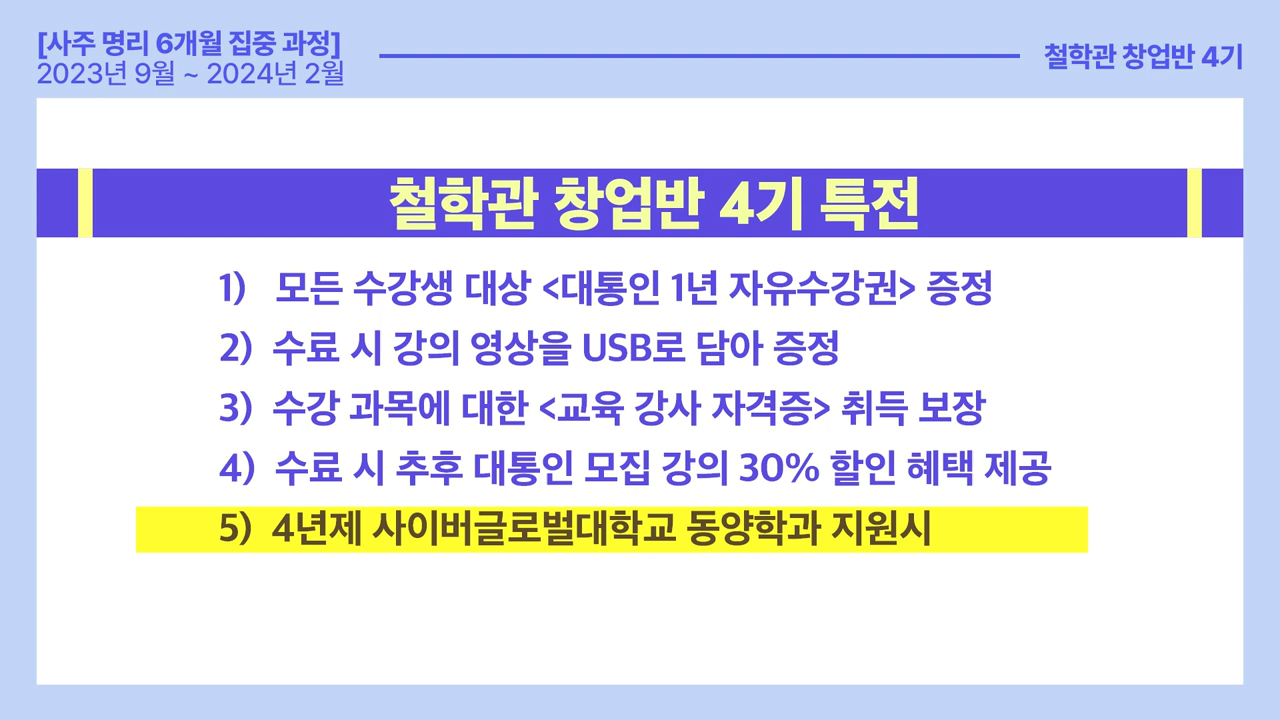 [사주 명리 6개월 집중 과정]
2023년 9월 ~ 2024년 2월
철학관 창업반 4기
철학관 창업반 4기 특전
1) 모든 수강생 대상 <대통인 1년 자유수강권> 증정
2) 수료 시 강의 영상을 USB로 담아 증정
3) 수강 과목에 대한 <교육 강사 자격증> 취득 보장
4) 수료 시 추후 대통인 모집 강의 30% 할인 혜택 제공
5) 4년제 사이버글로벌대학교 동양학과 지원시